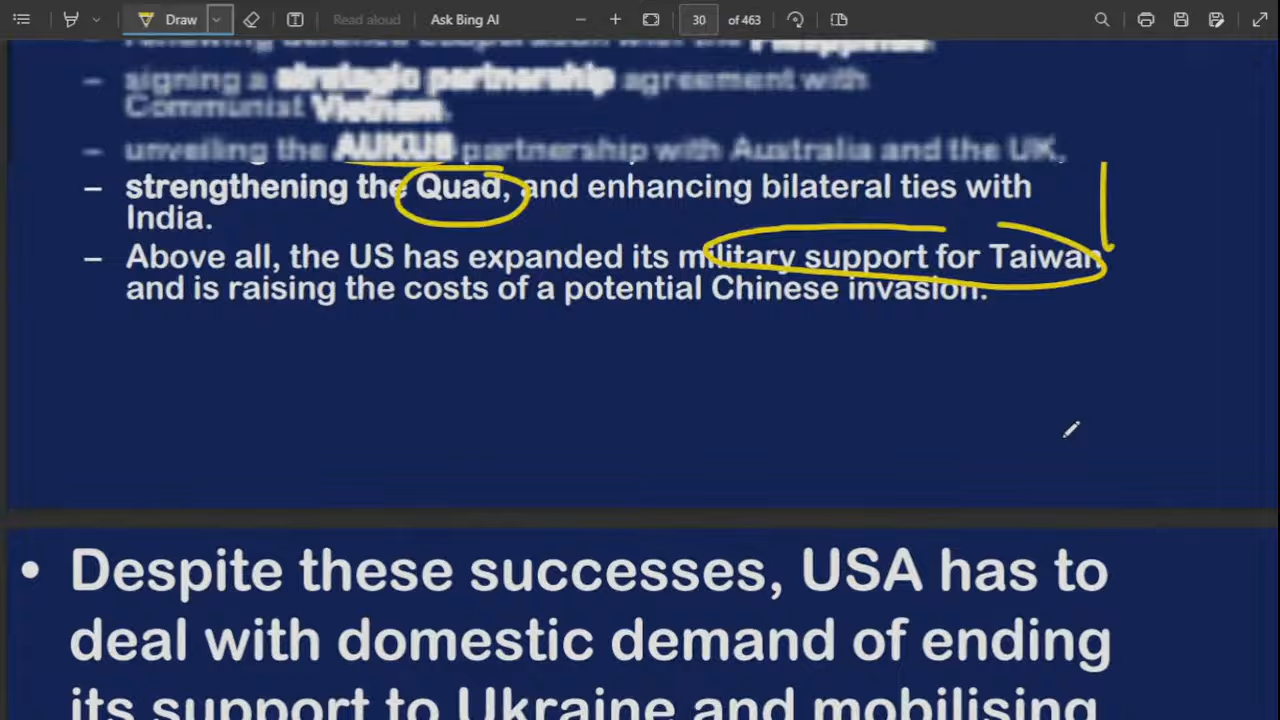 Draw
Read aloud
Ask Bing AI
30
of 463
Philippines.
– signing a strategic partnership agreement with
Communist Vietnam.
– unveiling the AUKUS partnership with Australia and the UK.
– strengthening the Quad, and enhancing bilateral ties with
India.
– Above all, the US has expanded its military support for Taiwan
and is raising the costs of a potential Chinese invasion.
• Despite these successes, USA has to
deal with domestic demand of ending
its support to Ukraine and mobilising